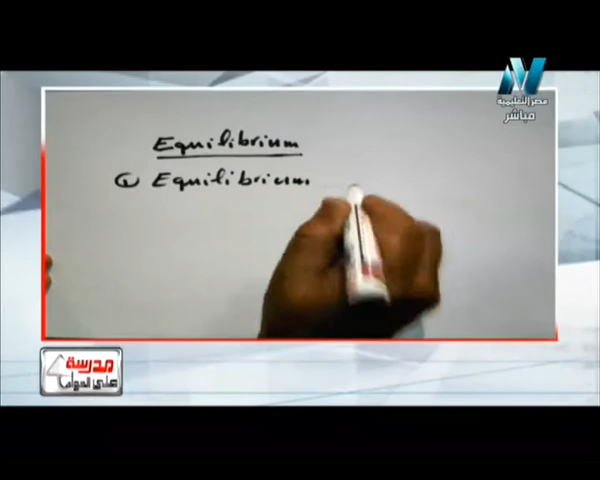 مصر التعليمية
مباشر
Equilibrium
① Equilibrium
مدرسة
على الهواء